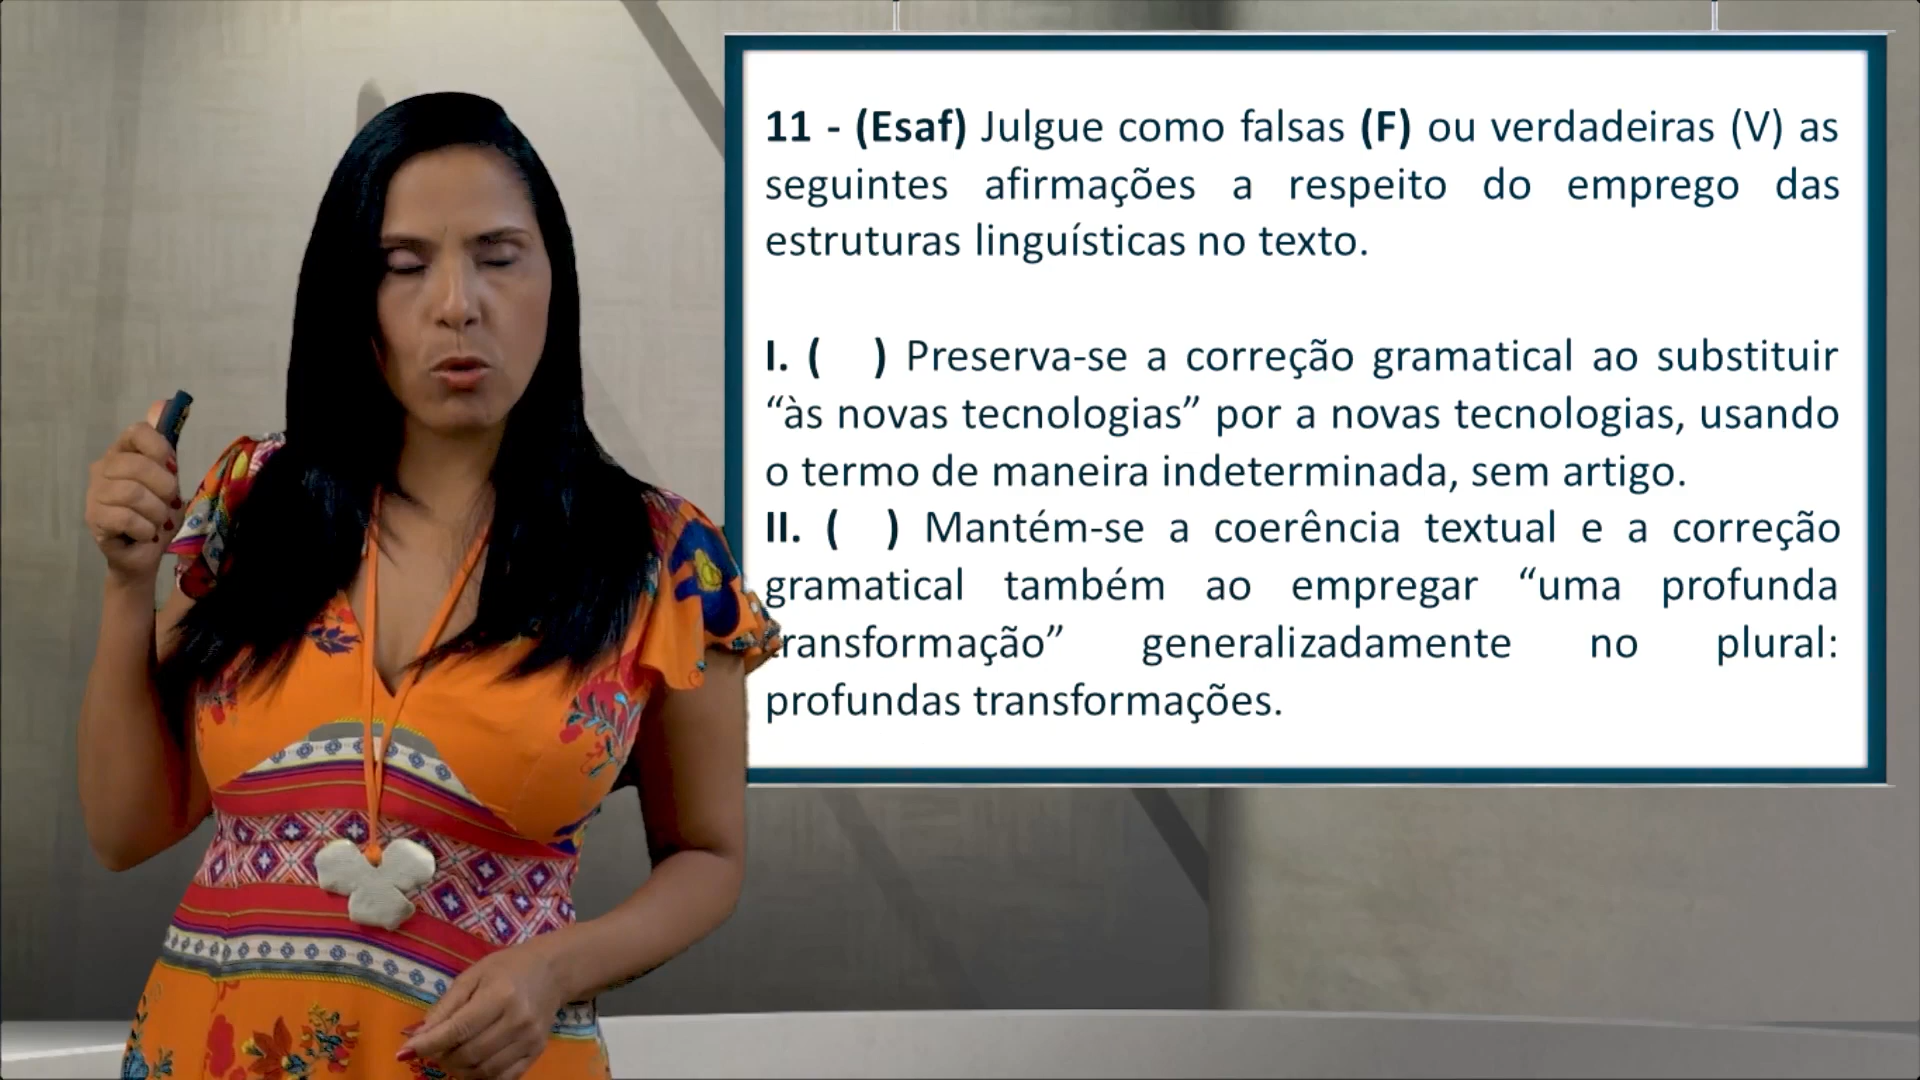 11 - (Esaf) Julgue como falsas (F) ou verdadeiras (V) as
seguintes afirmações a respeito do emprego das
estruturas linguísticas no texto.
I. ( ) Preserva-se a correção gramatical ao substituir
“às novas tecnologias” por a novas tecnologias, usando
o termo de maneira indeterminada, sem artigo.
II. ( ) Mantém-se a coerência textual e a correção
gramatical também ao empregar “uma profunda
transformação” generalizadamente no plural:
profundas transformações.